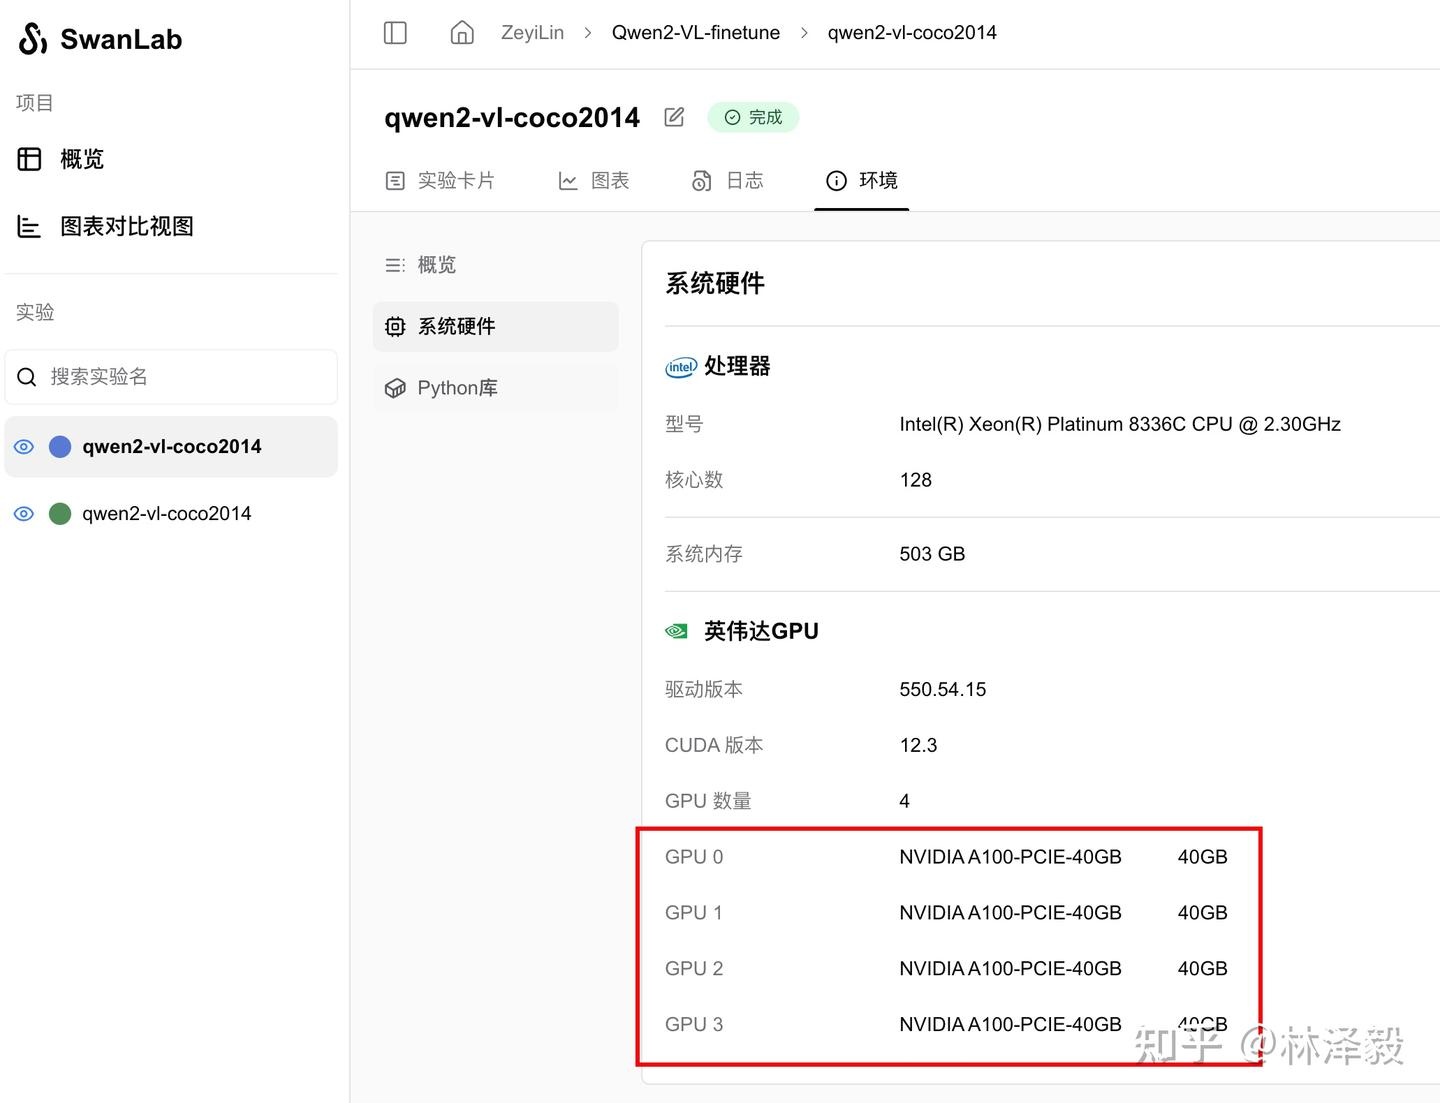 SwanLab
项目
概览
图表对比视图
实验
搜索实验名
qwen2-vl-coco2014
qwen2-vl-coco2014
ZeyiLin > Qwen2-VL-finetune > qwen2-vl-coco2014
qwen2-vl-coco2014 完成
实验卡片 图表 日志 环境
概览
系统硬件
Python库
系统硬件
intel 处理器
型号 Intel(R) Xeon(R) Platinum 8336C CPU @ 2.30GHz
核心数 128
系统内存 503 GB
英伟达GPU
驱动版本 550.54.15
CUDA 版本 12.3
GPU 数量 4
GPU 0 NVIDIA A100-PCIE-40GB 40GB
GPU 1 NVIDIA A100-PCIE-40GB 40GB
GPU 2 NVIDIA A100-PCIE-40GB 40GB
GPU 3 NVIDIA A100-PCIE-40GB 40GB
知乎 @林泽毅